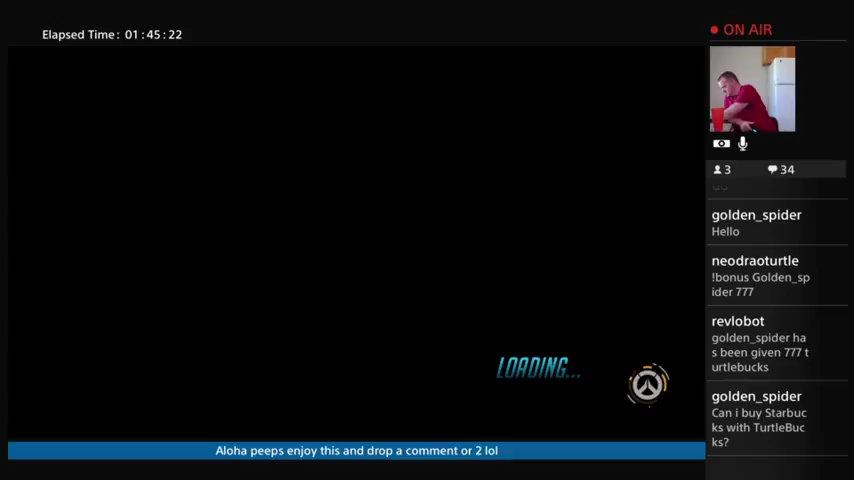 Elapsed Time: 01:45:22
ON AIR
3
34
golden_spider
Hello
neodraoturtle
!bonus Golden_sp
ider 777
revlobot
golden_spider ha
s been given 777 t
urtlebucks
golden_spider
Can i buy Starbuc
ks with TurtleBuc
ks?
LOADING...
Aloha peeps enjoy this and drop a comment or 2 lol